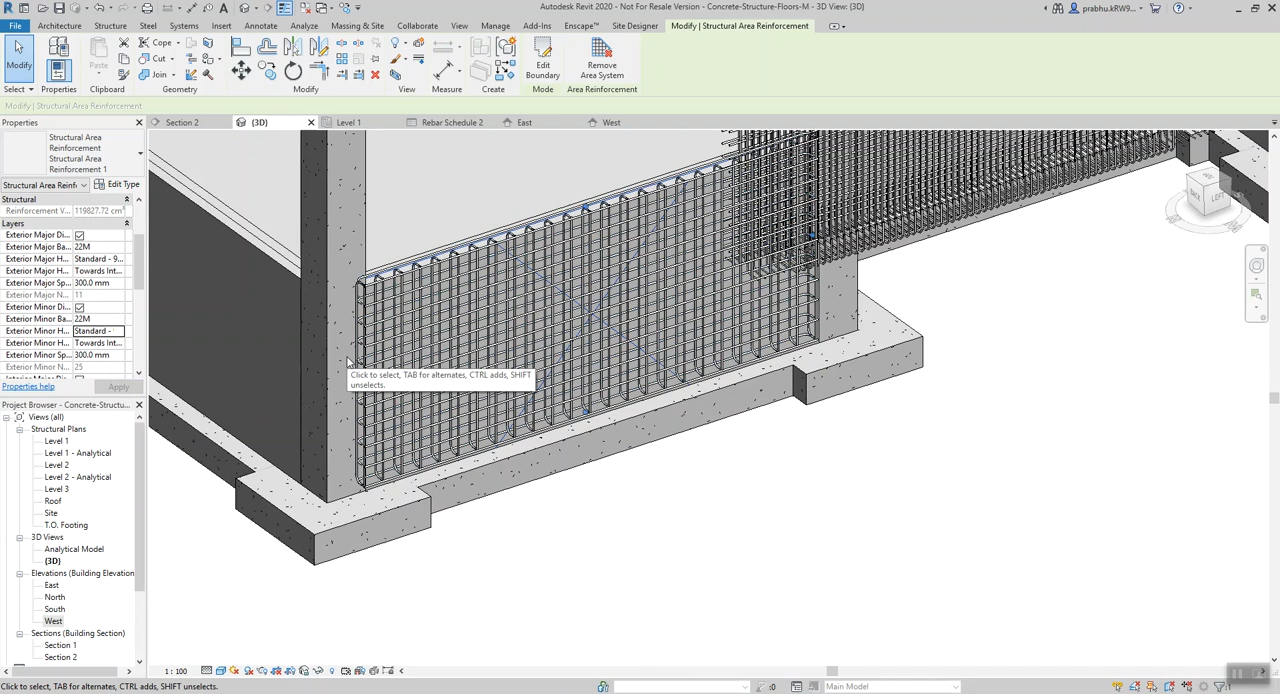 Autodesk Revit 2020 - Not For Resale Version - Concrete-Structure-Floors-M - 3D View: {3D}
prabhu.kRW9...
File Architecture Structure Steel Systems Insert Annotate Analyze Massing & Site Collaborate View Manage Add-Ins Enscape™ Site Designer Modify | Structural Area Reinforcement
Modify
Paste
Cope
Cut
Join
Edit
Boundary
Remove
Area System
Select Properties Clipboard Geometry Modify View Measure Create Mode Area Reinforcement
Modify | Structural Area Reinforcement
Properties
Section 2 {3D} Level 1 Rebar Schedule 2 East West
Structural Area
Reinforcement
Structural Area
Reinforcement 1
Structural Area Reinf Edit Type
Structural
Reinforcement V... 119827.72 cm³
Layers
Exterior Major Di...
Exterior Major Ba... 22M
Exterior Major H... Standard - 9...
Exterior Major H... Towards Int...
Exterior Major Sp... 300.0 mm
Exterior Major N... 11
Exterior Minor Di...
Exterior Minor Ba... 22M
Exterior Minor H... Standard -
Exterior Minor H... Towards Int...
Exterior Minor Sp... 300.0 mm
Exterior Minor N... 25
Properties help Apply
Project Browser - Concrete-Structu...
Views (all)
Structural Plans
Level 1
Level 1 - Analytical
Level 2
Level 2 - Analytical
Level 3
Roof
Site
T.O. Footing
3D Views
Analytical Model
{3D}
Elevations (Building Elevation
East
North
South
West
Sections (Building Section)
Section 1
Section 2
BACK LEFT
Click to select, TAB for alternates, CTRL adds, SHIFT
unselects.
1 : 100
Click to select, TAB for alternates, CTRL adds, SHIFT unselects.
:0
Main Model